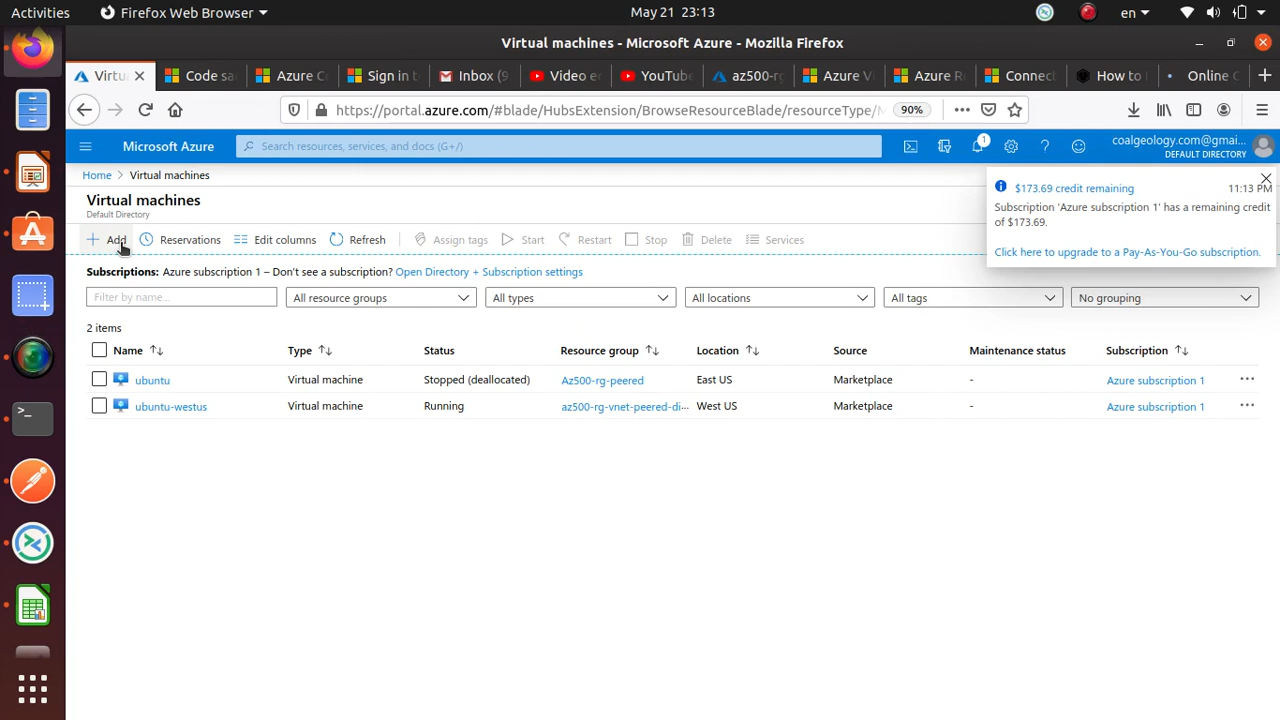 Activities
Firefox Web Browser
May 21 23:13
en
Virtual machines - Microsoft Azure - Mozilla Firefox
Virtu
Code sa
Azure C
Sign in t
Inbox (9
Video e
YouTube
az500-r
Azure V
Azure R
Connect
How to
Online
https://portal.azure.com/#blade/HubsExtension/BrowseResourceBlade/resourceType/
90%
Microsoft Azure
Search resources, services, and docs (G+/)
1
coalgeology.com@gmai...
DEFAULT DIRECTORY
Home > Virtual machines
Virtual machines
Default Directory
$173.69 credit remaining
11:13 PM
Subscription 'Azure subscription 1' has a remaining credit
of $173.69.
Click here to upgrade to a Pay-As-You-Go subscription.
Add
Reservations
Edit columns
Refresh
Assign tags
Start
Restart
Stop
Delete
Services
Subscriptions: Azure subscription 1 – Don't see a subscription? Open Directory + Subscription settings
Filter by name...
All resource groups
All types
All locations
All tags
No grouping
2 items
Name
Type
Status
Resource group
Location
Source
Maintenance status
Subscription
ubuntu
Virtual machine
Stopped (deallocated)
Az500-rg-peered
East US
Marketplace
-
Azure subscription 1
ubuntu-westus
Virtual machine
Running
az500-rg-vnet-peered-di...
West US
Marketplace
-
Azure subscription 1